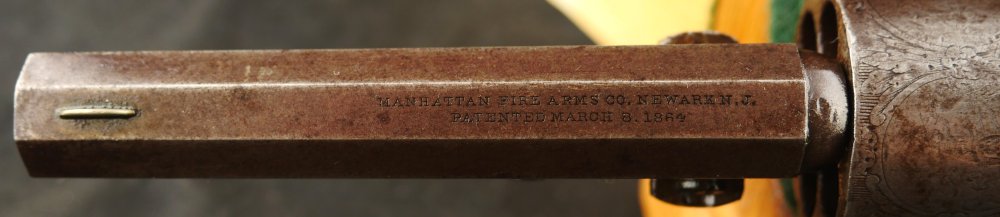 MANHATTAN FIRE ARMS CO. NEWARK N.J.
PATENTED MARCH 8. 1864